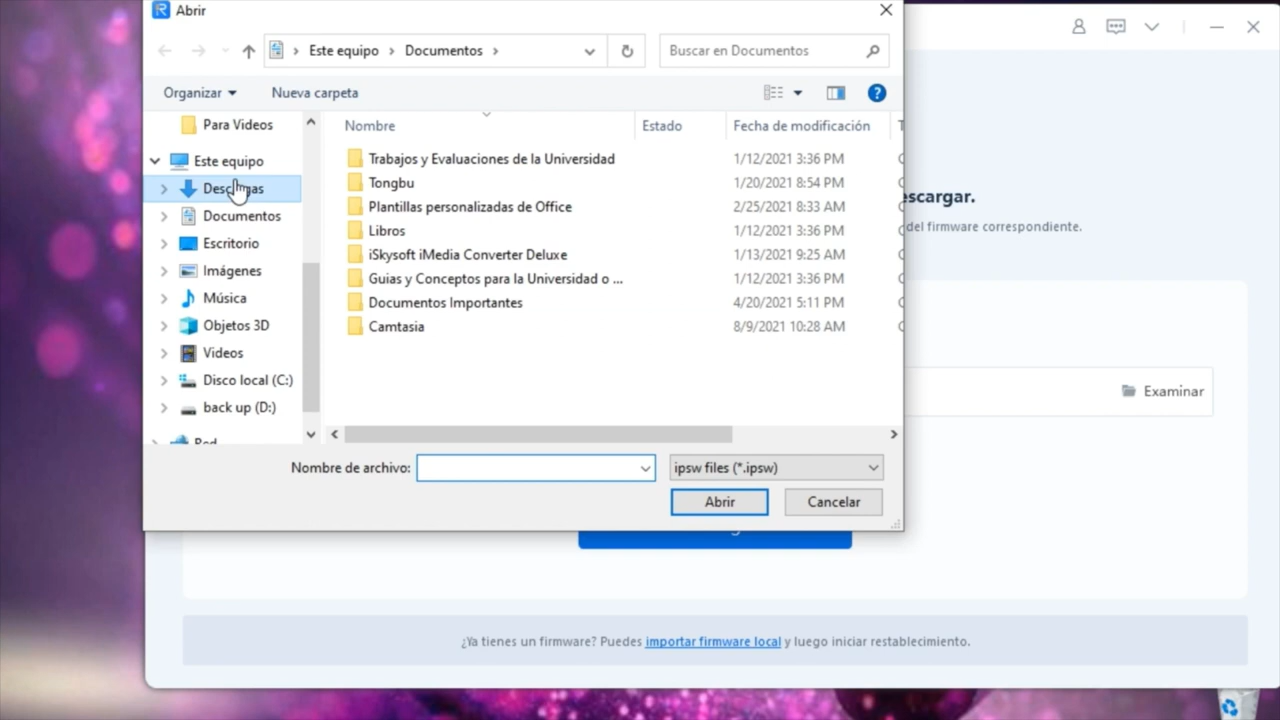 Abrir
Este equipo
Documentos
Buscar en Documentos
Organizar
Nueva carpeta
Para Videos
Este equipo
Descargas
Documentos
Escritorio
Imágenes
Música
Objetos 3D
Videos
Disco local (C:)
back up (D:)
Red
Nombre Estado Fecha de modificación T
Trabajos y Evaluaciones de la Universidad 1/12/2021 3:36 PM
Tongbu 1/20/2021 8:54 PM
Plantillas personalizadas de Office 2/25/2021 8:33 AM
Libros 1/12/2021 3:36 PM
iSkysoft iMedia Converter Deluxe 1/13/2021 9:25 AM
Guias y Conceptos para la Universidad o ... 1/12/2021 3:36 PM
Documentos Importantes 4/20/2021 5:11 PM
Camtasia 8/9/2021 10:28 AM
Nombre de archivo:
ipsw files (*.ipsw)
Abrir
Cancelar
scargar.
del firmware correspondiente.
Examinar
¿Ya tienes un firmware? Puedes importar firmware local y luego iniciar restablecimiento.